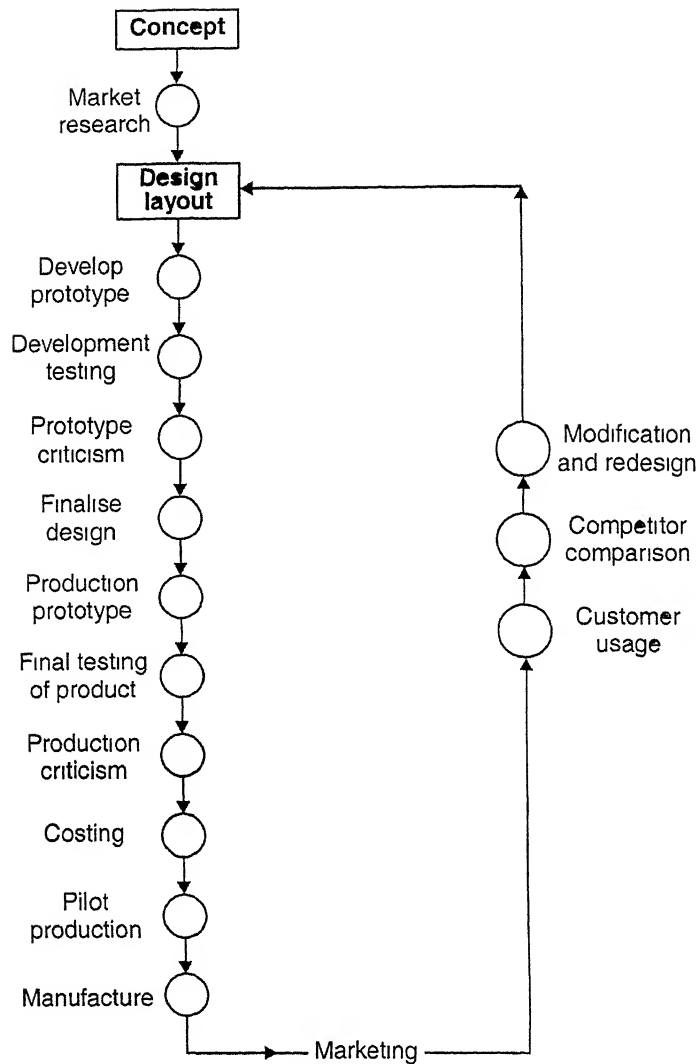 Concept
Market
research
Design
layout
Develop
prototype
Development
testing
Prototype
criticism
Finalise
design
Production
prototype
Final testing
of product
Production
criticism
Costing
Pilot
production
Manufacture
Marketing
Customer
usage
Competitor
comparison
Modification
and redesign